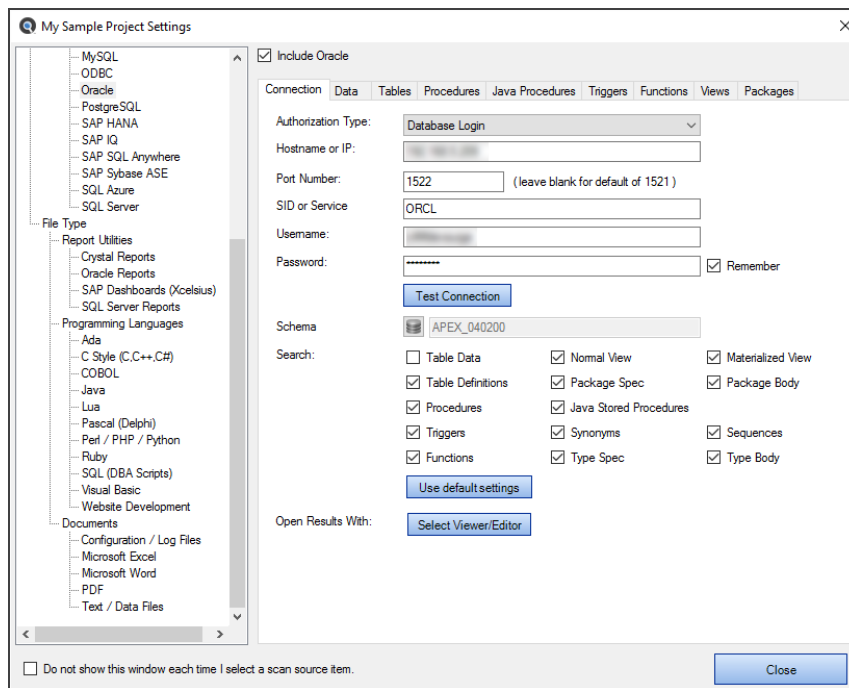 My Sample Project Settings
MySQL
ODBC
Oracle
PostgreSQL
SAP HANA
SAP IQ
SAP SQL Anywhere
SAP Sybase ASE
SQL Azure
SQL Server
File Type
Report Utilities
Crystal Reports
Oracle Reports
SAP Dashboards (Xcelsius)
SQL Server Reports
Programming Languages
Ada
C Style (C,C++,C#)
COBOL
Java
Lua
Pascal (Delphi)
Perl / PHP / Python
Ruby
SQL (DBA Scripts)
Visual Basic
Website Development
Documents
Configuration / Log Files
Microsoft Excel
Microsoft Word
PDF
Text / Data Files
Include Oracle
Connection Data Tables Procedures Java Procedures Triggers Functions Views Packages
Authorization Type: Database Login
Hostname or IP:
Port Number: 1522 ( leave blank for default of 1521 )
SID or Service ORCL
Username:
Password: ******** Remember
Test Connection
Schema APEX_040200
Search: Table Data Normal View Materialized View
Table Definitions Package Spec Package Body
Procedures Java Stored Procedures
Triggers Synonyms Sequences
Functions Type Spec Type Body
Use default settings
Open Results With: Select Viewer/Editor
Do not show this window each time I select a scan source item.
Close